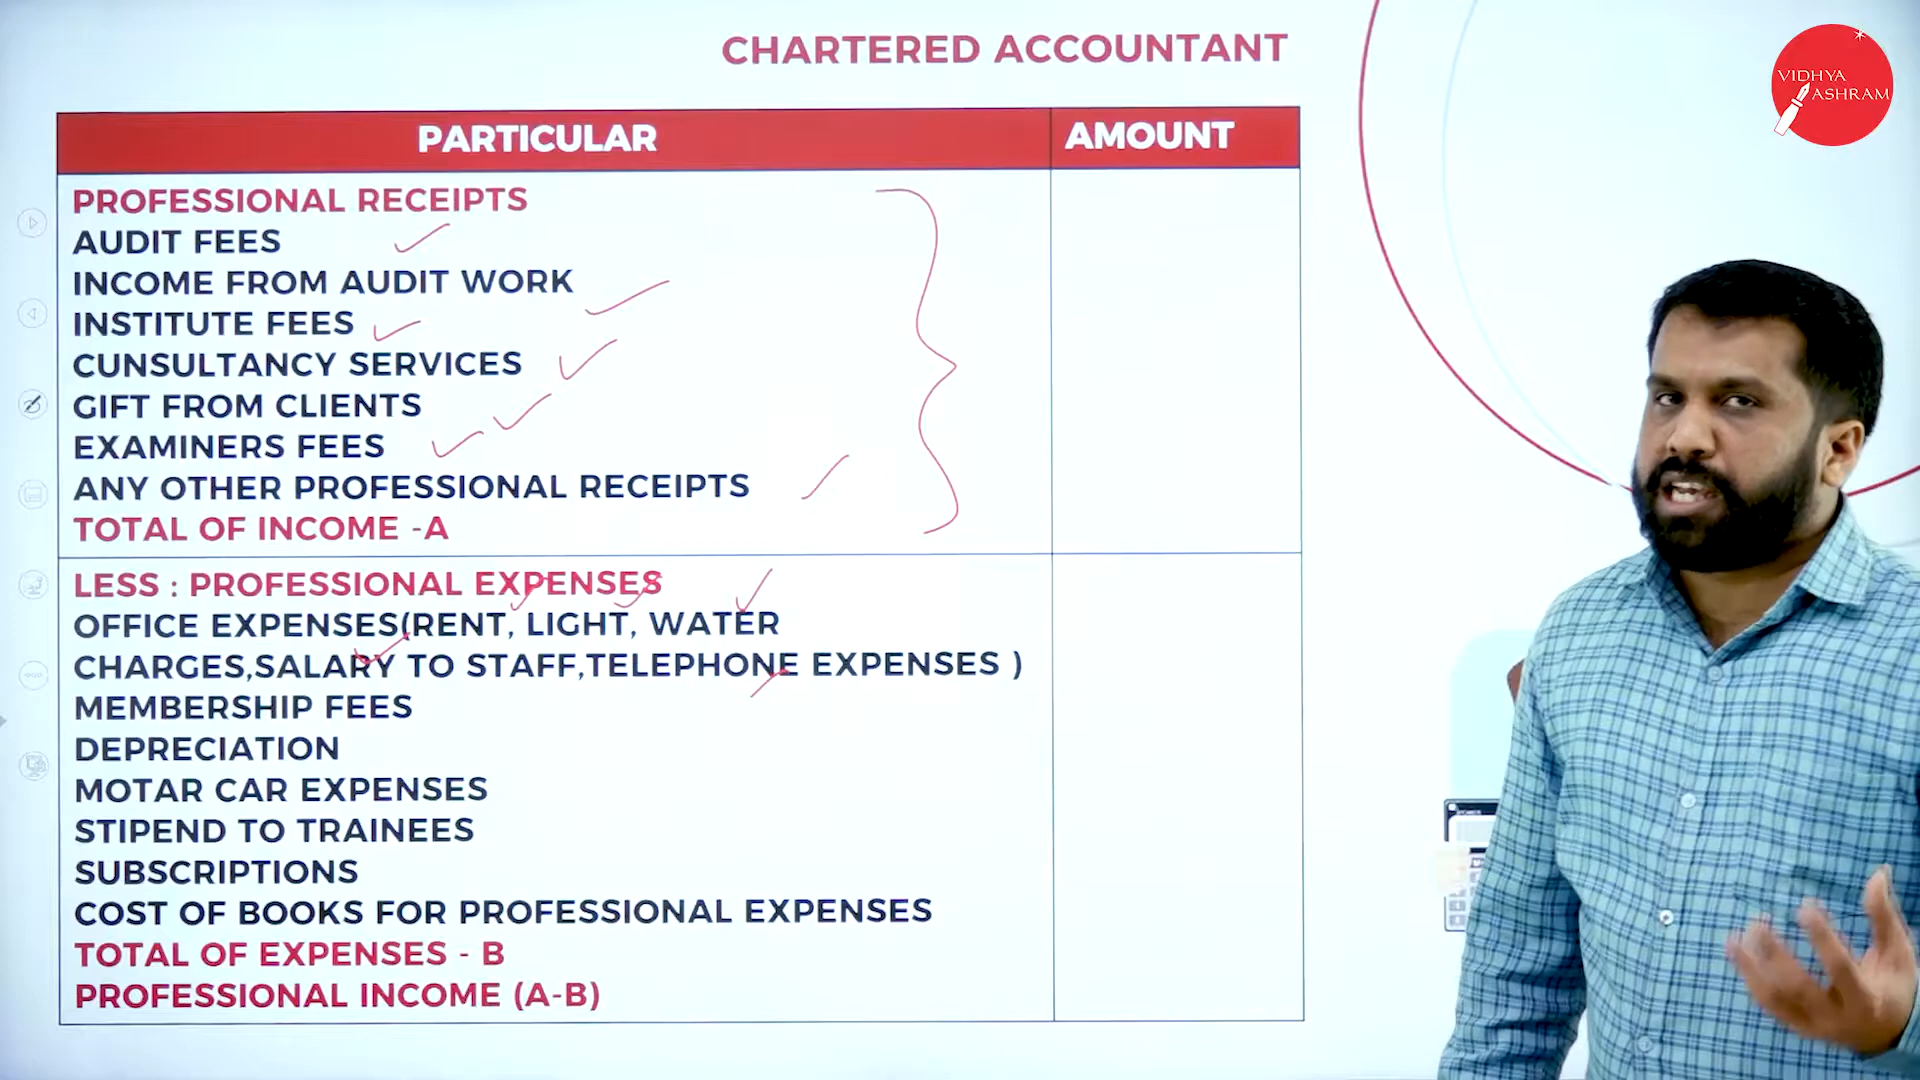 CHARTERED ACCOUNTANT
VIDHYA
ASHRAM
PARTICULAR AMOUNT
PROFESSIONAL RECEIPTS
AUDIT FEES
INCOME FROM AUDIT WORK
INSTITUTE FEES
CUNSULTANCY SERVICES
GIFT FROM CLIENTS
EXAMINERS FEES
ANY OTHER PROFESSIONAL RECEIPTS
TOTAL OF INCOME -A
LESS : PROFESSIONAL EXPENSES
OFFICE EXPENSES(RENT, LIGHT, WATER
CHARGES,SALARY TO STAFF,TELEPHONE EXPENSES )
MEMBERSHIP FEES
DEPRECIATION
MOTAR CAR EXPENSES
STIPEND TO TRAINEES
SUBSCRIPTIONS
COST OF BOOKS FOR PROFESSIONAL EXPENSES
TOTAL OF EXPENSES - B
PROFESSIONAL INCOME (A-B)